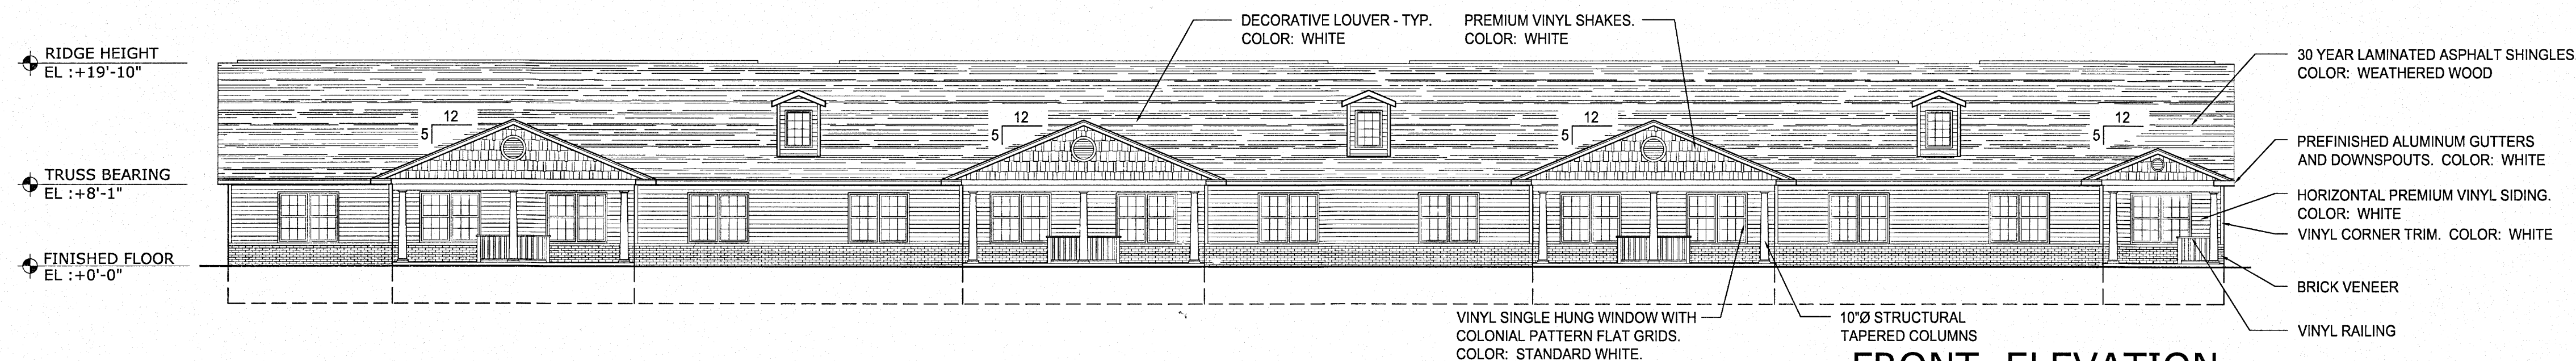 RIDGE HEIGHT
EL :+19'-10"
TRUSS BEARING
EL :+8'-1"
FINISHED FLOOR
EL :+0'-0"
DECORATIVE LOUVER - TYP.
COLOR: WHITE
PREMIUM VINYL SHAKES.
COLOR: WHITE
12
5
12
5
12
5
12
5
30 YEAR LAMINATED ASPHALT SHINGLES
COLOR: WEATHERED WOOD
PREFINISHED ALUMINUM GUTTERS
AND DOWNSPOUTS. COLOR: WHITE
HORIZONTAL PREMIUM VINYL SIDING.
COLOR: WHITE
VINYL CORNER TRIM. COLOR: WHITE
BRICK VENEER
VINYL RAILING
VINYL SINGLE HUNG WINDOW WITH
COLONIAL PATTERN FLAT GRIDS.
COLOR: STANDARD WHITE.
10"Ø STRUCTURAL
TAPERED COLUMNS
FRONT ELEVATION